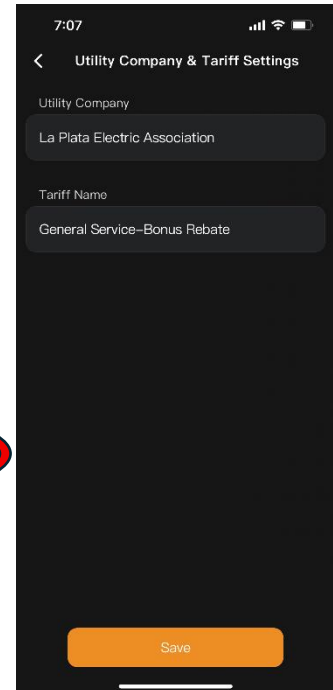 7:07
Utility Company & Tariff Settings
Utility Company
La Plata Electric Association
Tariff Name
General Service–Bonus Rebate
Save